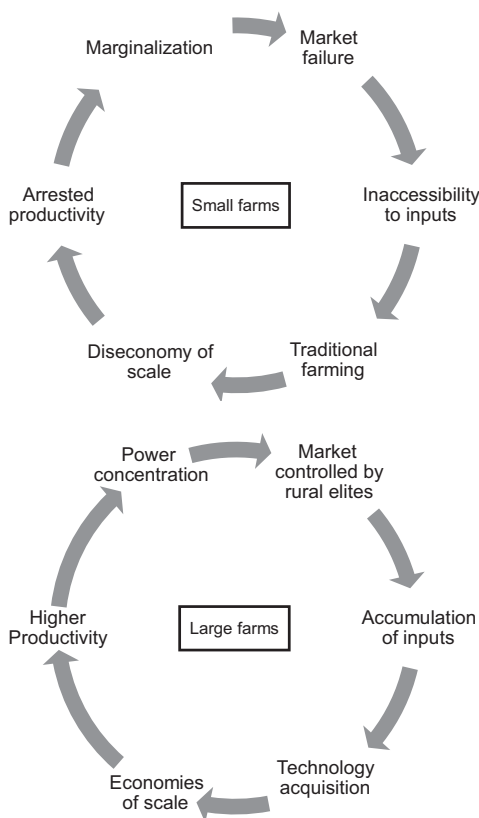 Marginalization
Market
failure
Inaccessibility
to inputs
Traditional
farming
Diseconomy of
scale
Arrested
productivity
Small farms
Power
concentration
Market
controlled by
rural elites
Accumulation
of inputs
Technology
acquisition
Economies
of scale
Higher
Productivity
Large farms